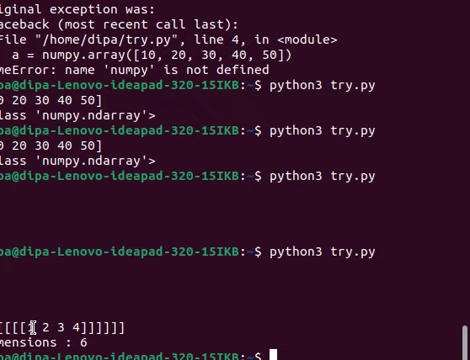 iginal exception was:
aceback (most recent call last):
File "/home/dipa/try.py", line 4, in <module>
a = numpy.array([10, 20, 30, 40, 50])
meError: name 'numpy' is not defined
pa@dipa-Lenovo-ideapad-320-15IKB:~$ python3 try.py
0 20 30 40 50]
lass 'numpy.ndarray'>
pa@dipa-Lenovo-ideapad-320-15IKB:~$ python3 try.py
0 20 30 40 50]
lass 'numpy.ndarray'>
pa@dipa-Lenovo-ideapad-320-15IKB:~$ python3 try.py
pa@dipa-Lenovo-ideapad-320-15IKB:~$ python3 try.py
[[[[1 2 3 4]]]]]]
mensions : 6
pa@dipa-Lenovo-ideapad-320-15IKB:~$